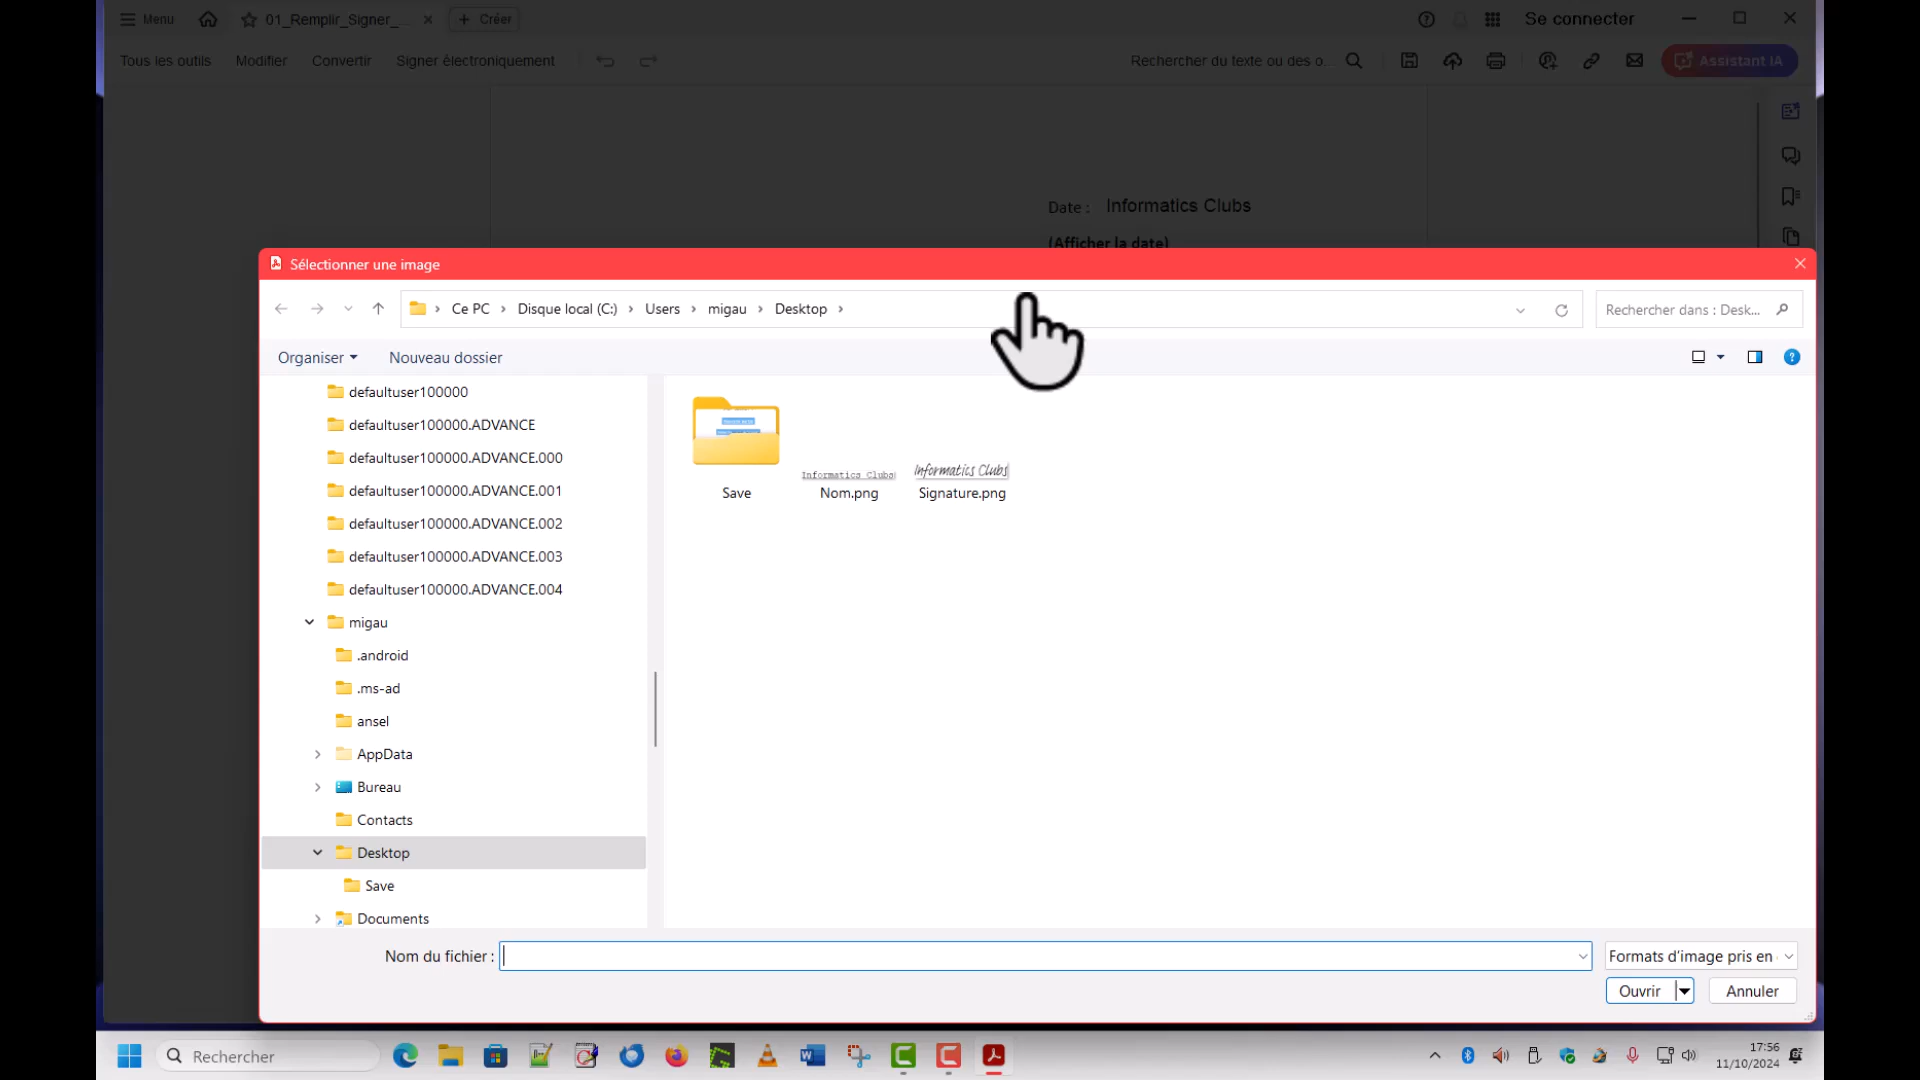 Menu
01_Remplir_Signer_
Créer
Se connecter
Tous les outils
Modifier
Convertir
Signer électroniquement
Rechercher du texte ou des o...
Assistant IA
Date :
Informatics Clubs
(Afficher la date)
Sélectionner une image
Ce PC
Disque local (C:)
Users
migau
Desktop
Rechercher dans : Desk...
Organiser
Nouveau dossier
defaultuser100000
defaultuser100000.ADVANCE
defaultuser100000.ADVANCE.000
defaultuser100000.ADVANCE.001
defaultuser100000.ADVANCE.002
defaultuser100000.ADVANCE.003
defaultuser100000.ADVANCE.004
migau
.android
.ms-ad
ansel
AppData
Bureau
Contacts
Desktop
Save
Documents
Save
Informatics Clubs
Nom.png
Informatics Clubs
Signature.png
Nom du fichier :
Formats d'image pris en
Ouvrir
Annuler
Rechercher
17:56
11/10/2024